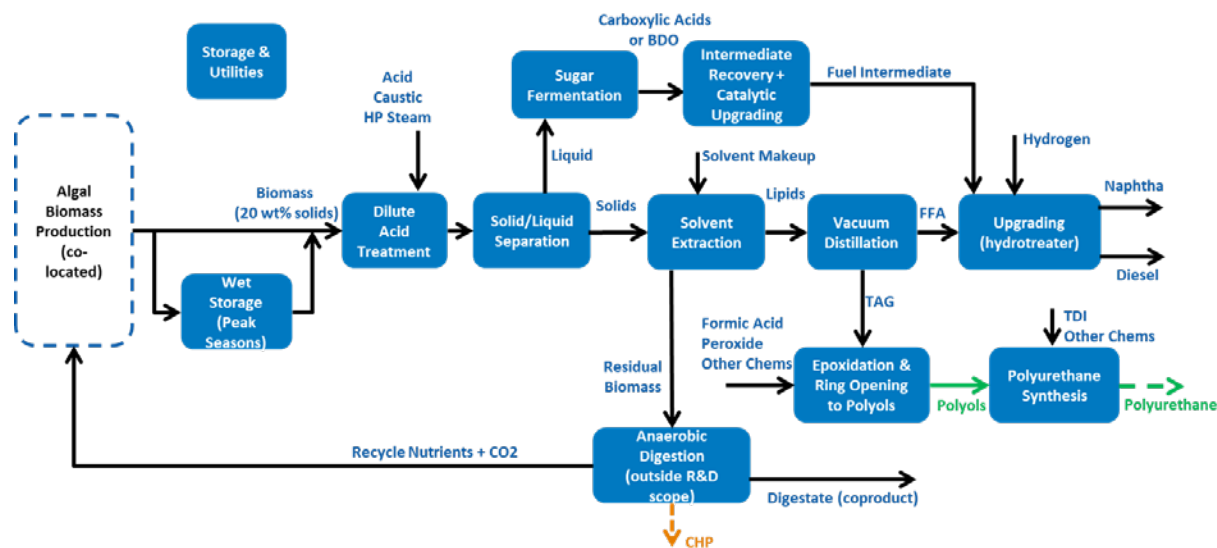 Storage &
Utilities
Carboxylic Acids
or BDO
Acid
Caustic
HP Steam
Sugar
Fermentation
Intermediate
Recovery +
Catalytic
Upgrading
Fuel Intermediate
Hydrogen
Liquid
Solvent Makeup
Algal
Biomass
Production
(co-
located)
Biomass
(20 wt% solids)
Dilute
Acid
Treatment
Solid/Liquid
Separation
Solids
Solvent
Extraction
Lipids
Vacuum
Distillation
FFA
Upgrading
(hydrotreater)
Naphtha
Diesel
Wet
Storage
(Peak
Seasons)
TAG
Formic Acid
Peroxide
Other Chems
TDI
Other Chems
Residual
Biomass
Epoxidation &
Ring Opening
to Polyols
Polyols
Polyurethane
Synthesis
Polyurethane
Recycle Nutrients + CO2
Anaerobic
Digestion
(outside R&D
scope)
Digestate (coproduct)
CHP